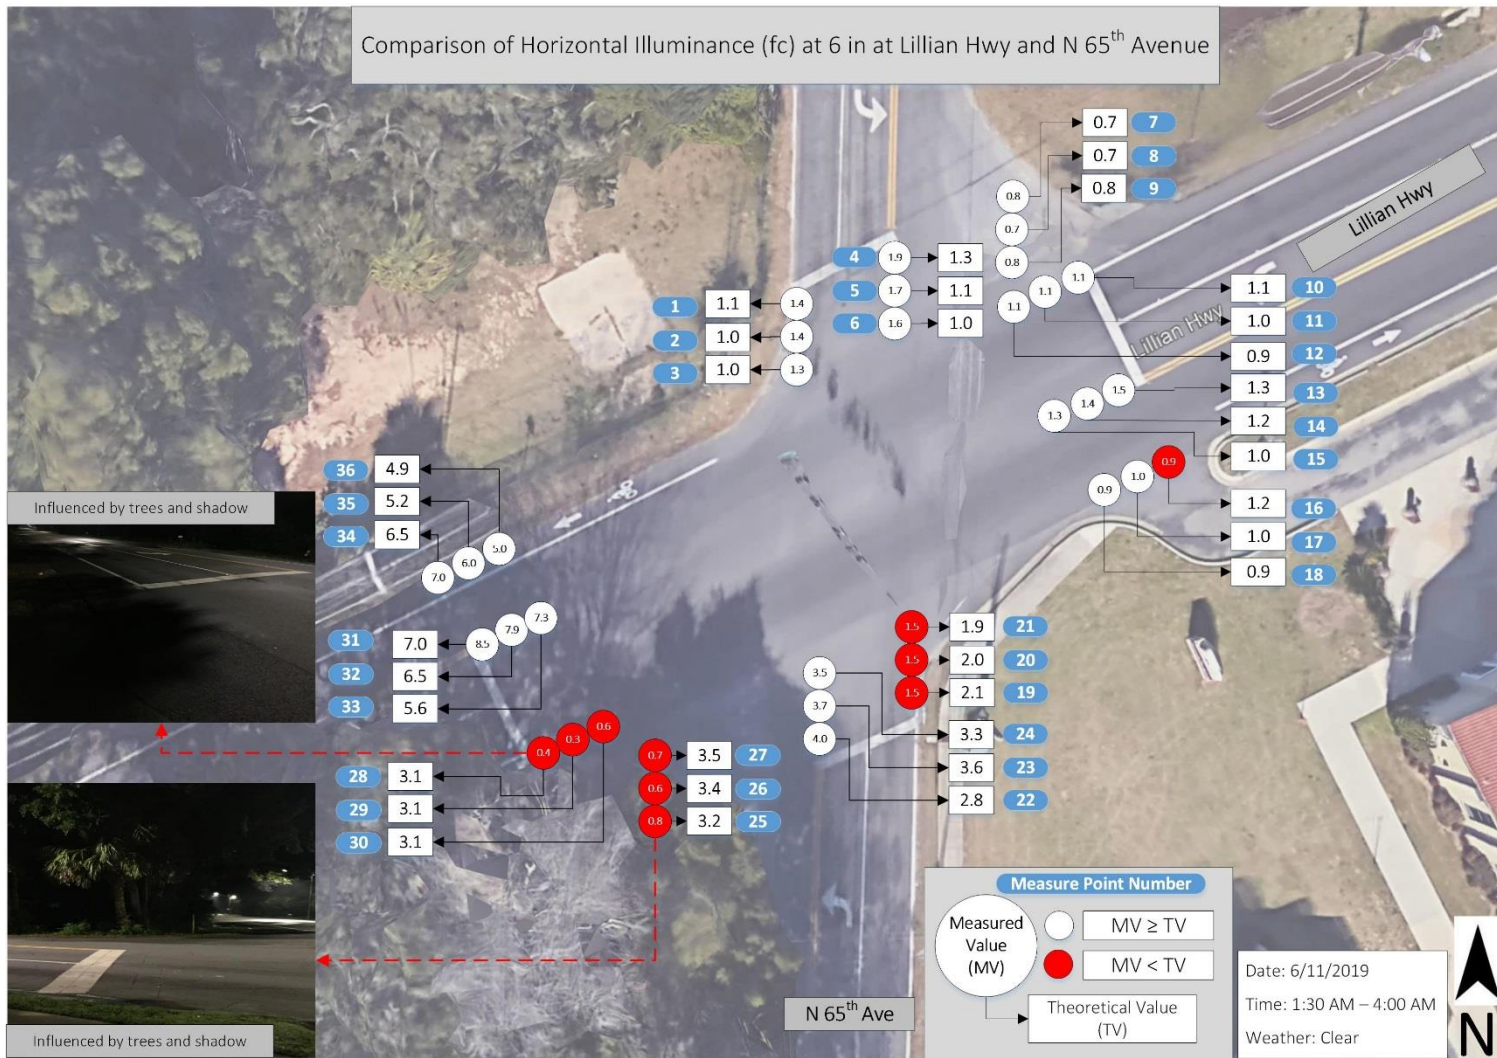 Comparison of Horizontal Illuminance (fc) at 6 in at Lillian Hwy and N 65th Avenue
0.7 7
0.7 8
0.8 9
0.8
0.7
0.8
Lillian Hwy
4 1.9 1.3
5 1.7 1.1
6 1.6 1.0
1 1.1 1.4
2 1.0 1.4
3 1.0 1.3
1.1 1.1 1.1
1.1 10
1.0 11
0.9 12
Lillian Hwy
1.3 1.4 1.5
1.3 13
1.2 14
1.0 15
0.9 1.0 0.9
1.2 16
1.0 17
0.9 18
36 4.9
35 5.2
34 6.5
7.0 6.0 5.0
Influenced by trees and shadow
31 7.0 8.5 7.9 7.3
32 6.5
33 5.6
1.5 1.9 21
1.5 2.0 20
1.5 2.1 19
3.5
3.7
4.0
3.3 24
3.6 23
2.8 22
0.4 0.3 0.6
28 3.1
29 3.1
30 3.1
0.7 3.5 27
0.6 3.4 26
0.8 3.2 25
Influenced by trees and shadow
N 65th Ave
Measure Point Number
Measured
Value
(MV)
MV ≥ TV
MV < TV
Theoretical Value
(TV)
Date: 6/11/2019
Time: 1:30 AM – 4:00 AM
Weather: Clear
N